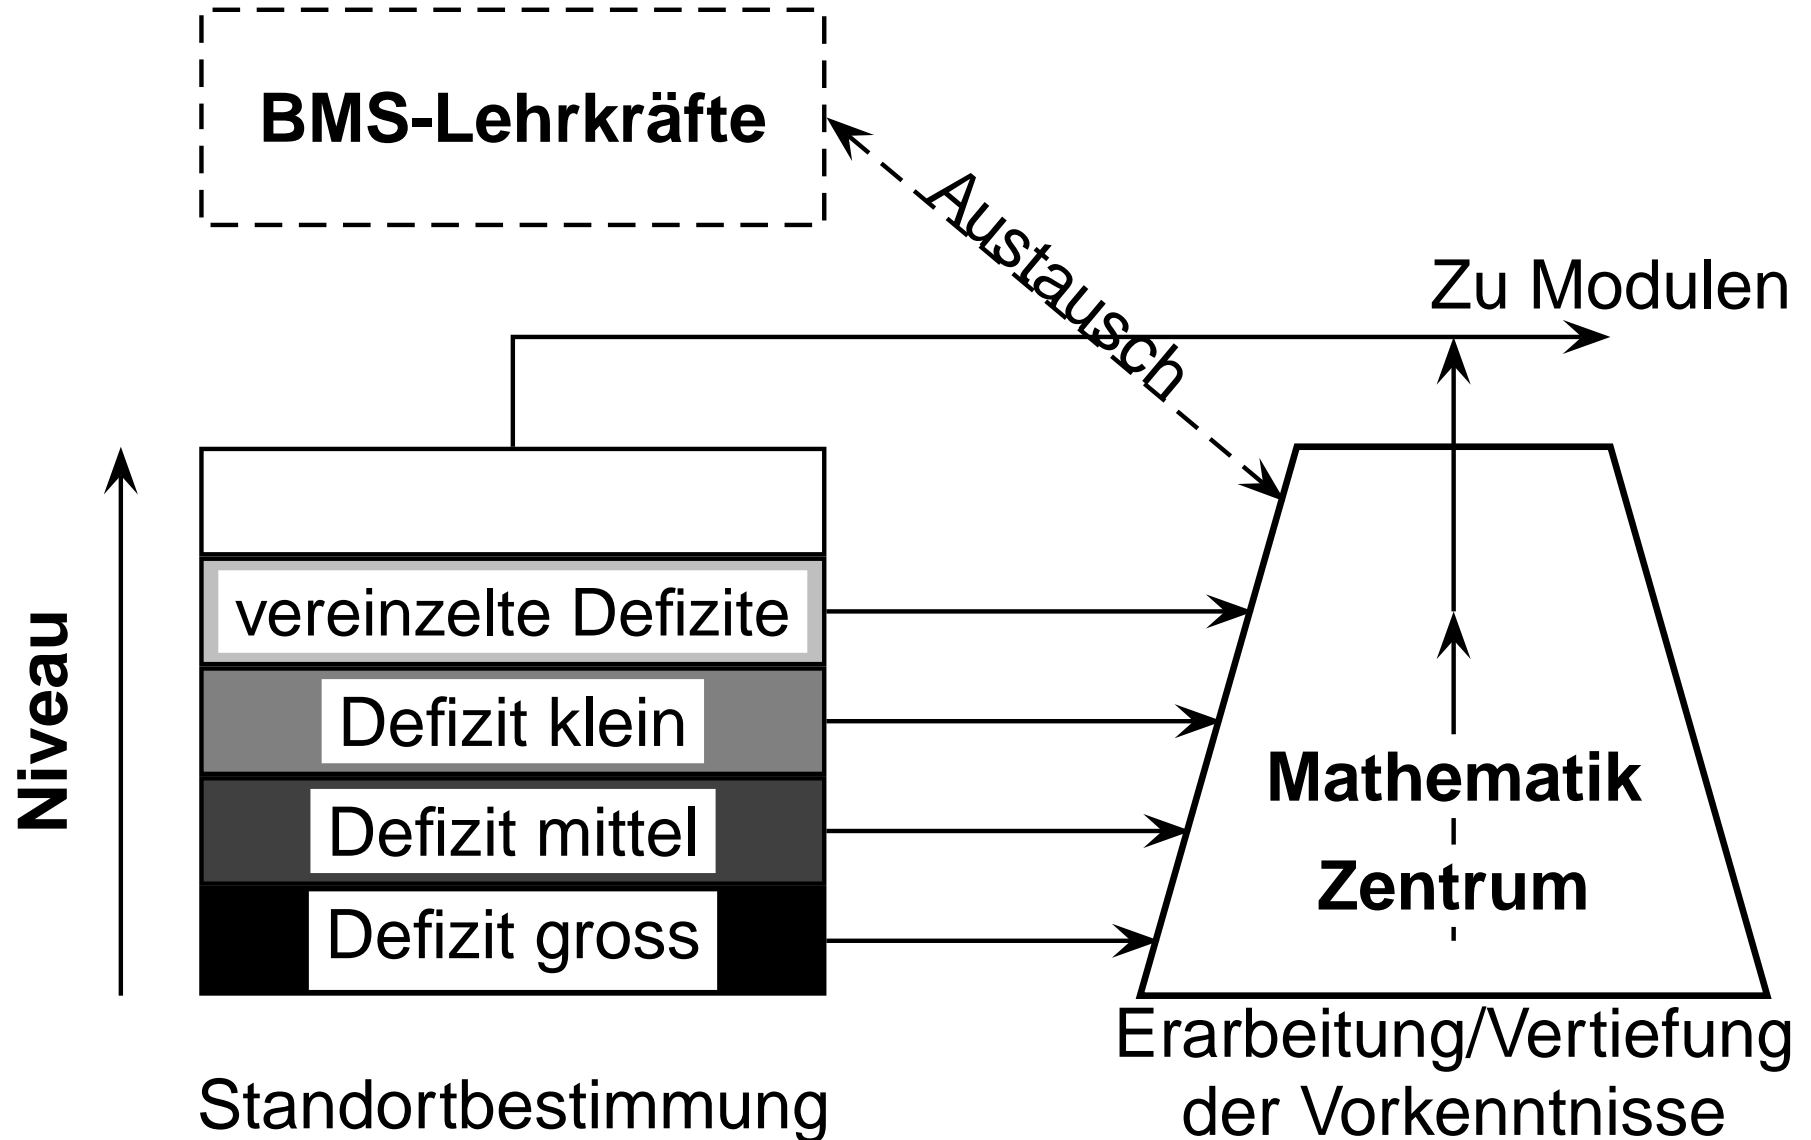 BMS-Lehrkräfte
Austausch
Zu Modulen
Niveau
vereinzelte Defizite
Defizit klein
Defizit mittel
Defizit gross
Mathematik
Zentrum
Erarbeitung/Vertiefung
der Vorkenntnisse
Standortbestimmung